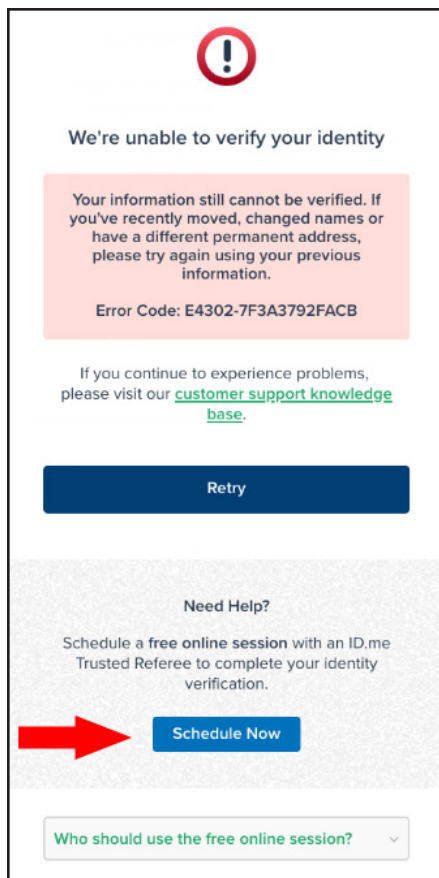 We're unable to verify your identity
Your information still cannot be verified. If
you've recently moved, changed names or
have a different permanent address,
please try again using your previous
information.
Error Code: E4302-7F3A3792FACB
If you continue to experience problems,
please visit our customer support knowledge
base.
Retry
Need Help?
Schedule a free online session with an ID.me
Trusted Referee to complete your identity
verification.
Schedule Now
Who should use the free online session?